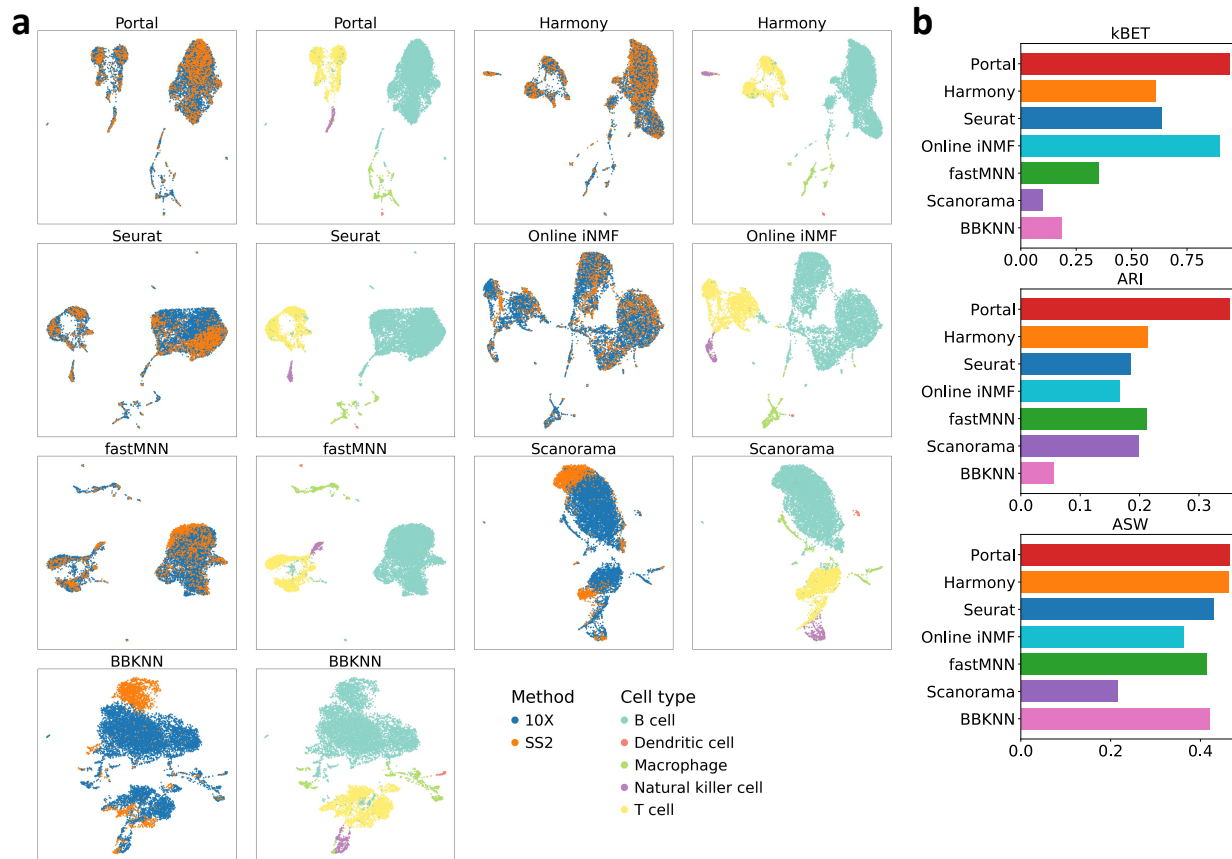 a
Portal
Portal
Harmony
Harmony
Seurat
Seurat
Online iNMF
Online iNMF
fastMNN
fastMNN
Scanorama
Scanorama
BBKNN
BBKNN
Method
10X
SS2
Cell type
B cell
Dendritic cell
Macrophage
Natural killer cell
T cell
b
kBET
Portal
Harmony
Seurat
Online iNMF
fastMNN
Scanorama
BBKNN
0.00 0.25 0.50 0.75
ARI
Portal
Harmony
Seurat
Online iNMF
fastMNN
Scanorama
BBKNN
0.0 0.1 0.2 0.3
ASW
Portal
Harmony
Seurat
Online iNMF
fastMNN
Scanorama
BBKNN
0.0 0.2 0.4